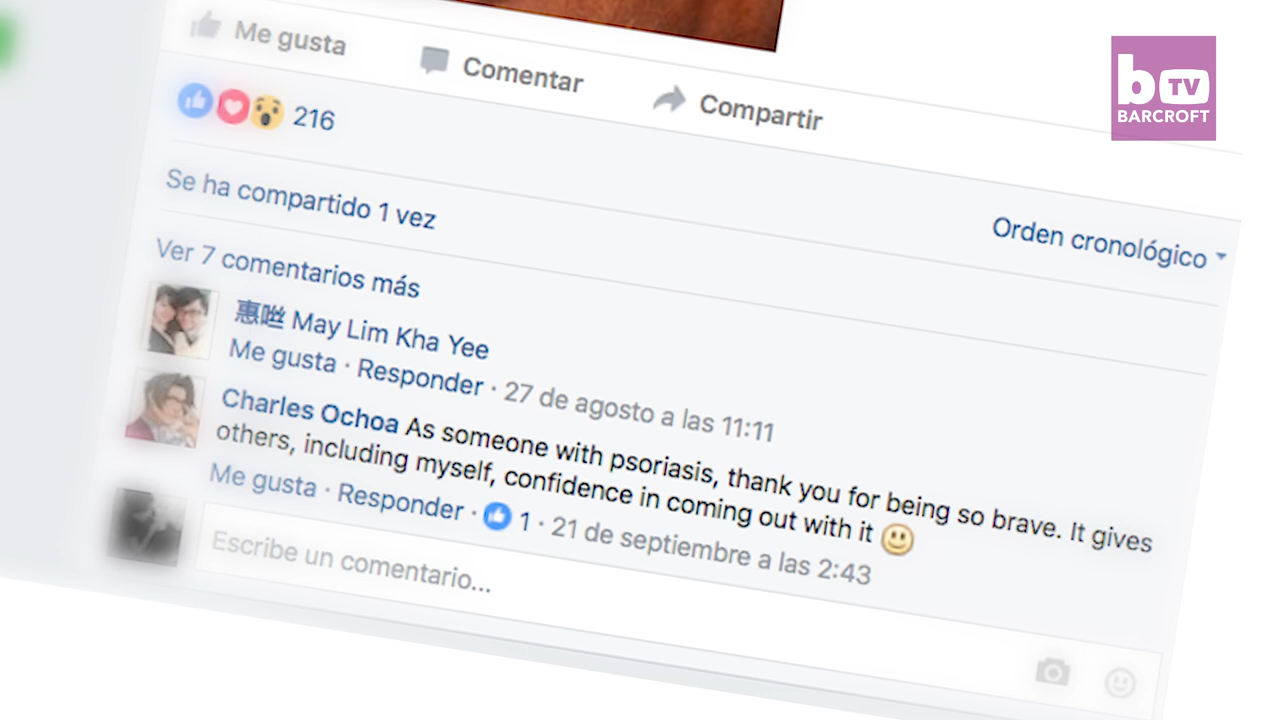 Me gusta
Comentar
Compartir
b TV
BARCROFT
216
Se ha compartido 1 vez
Orden cronológico
Ver 7 comentarios más
惠 May Lim Kha Yee
Me gusta · Responder · 27 de agosto a las 11:11
Charles Ochoa As someone with psoriasis, thank you for being so brave. It gives
others, including myself, confidence in coming out with it
Me gusta · Responder · 1 · 21 de septiembre a las 2:43
Escribe un comentario...